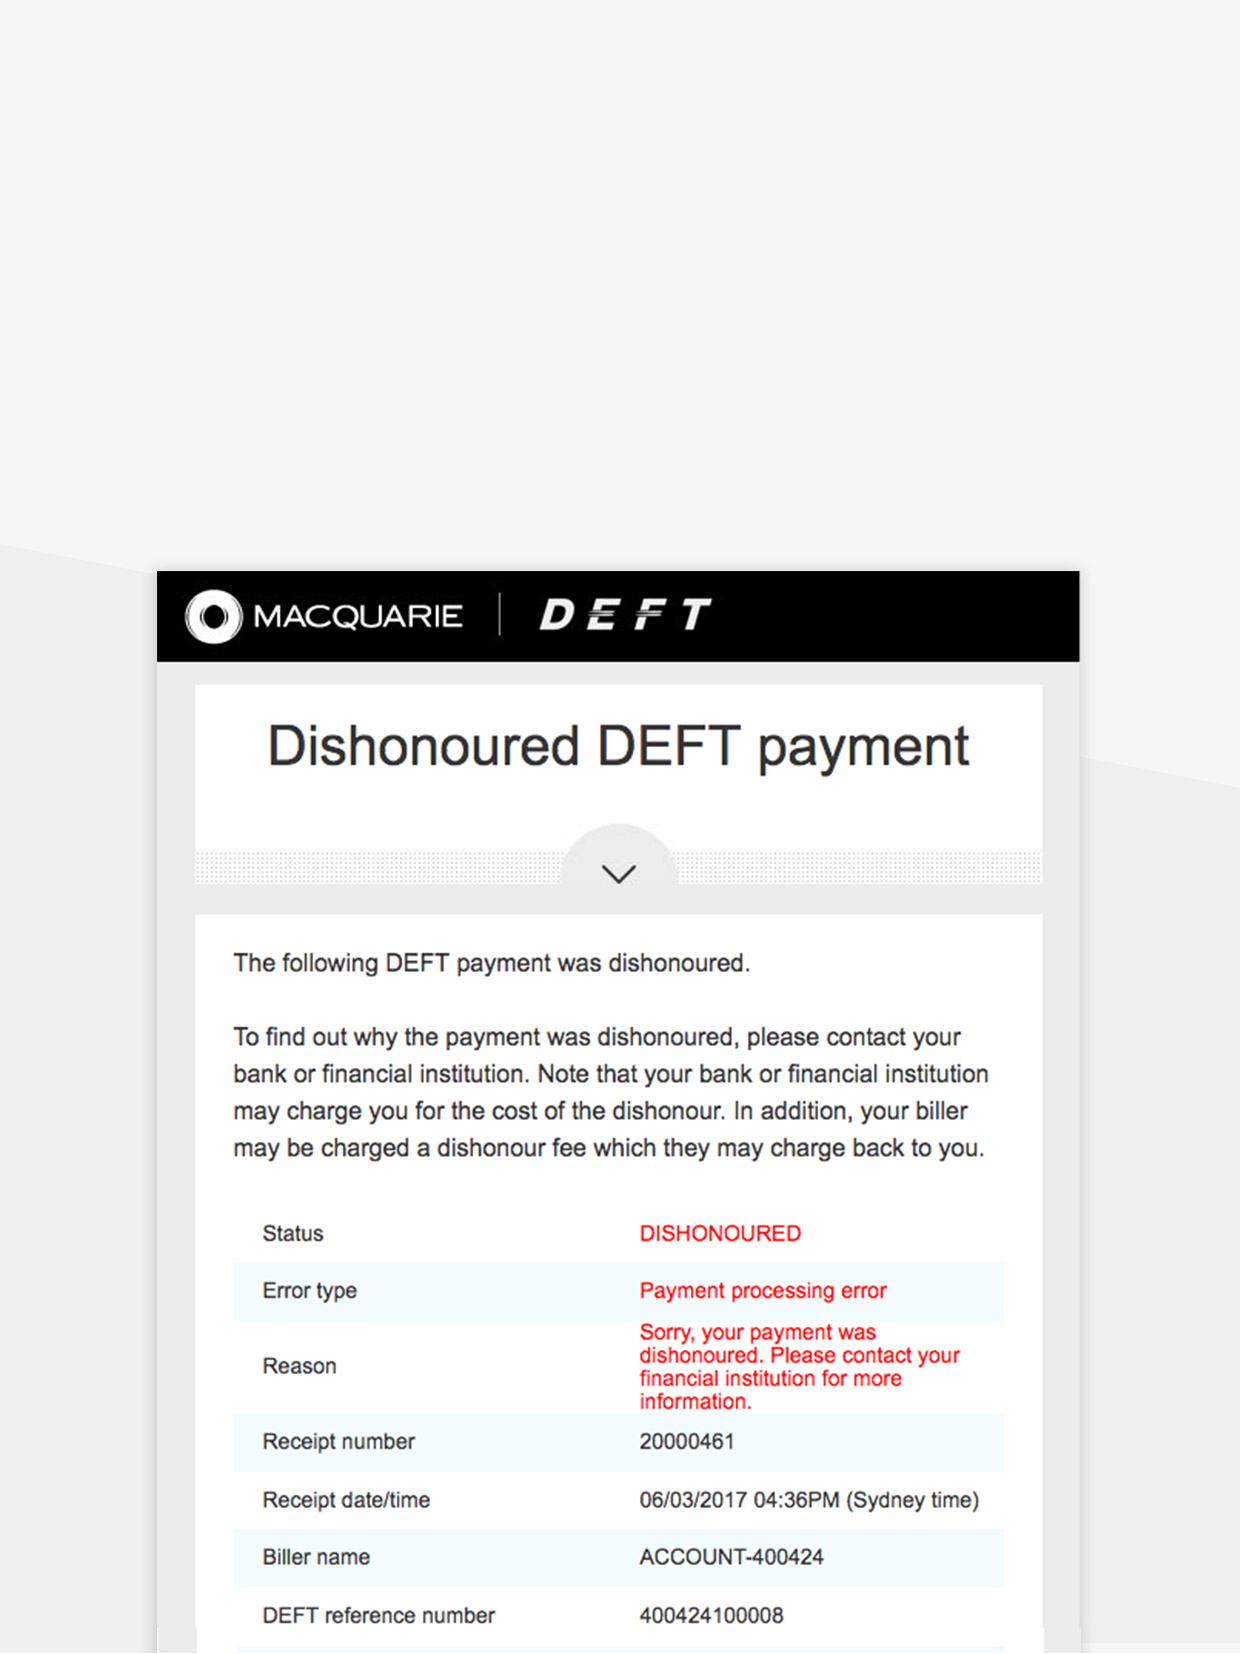 MACQUARIE | DEFT
Dishonoured DEFT payment
The following DEFT payment was dishonoured.
To find out why the payment was dishonoured, please contact your
bank or financial institution. Note that your bank or financial institution
may charge you for the cost of the dishonour. In addition, your biller
may be charged a dishonour fee which they may charge back to you.
Status DISHONOURED
Error type Payment processing error
Reason Sorry, your payment was
dishonoured. Please contact your
financial institution for more
information.
Receipt number 20000461
Receipt date/time 06/03/2017 04:36PM (Sydney time)
Biller name ACCOUNT-400424
DEFT reference number 400424100008